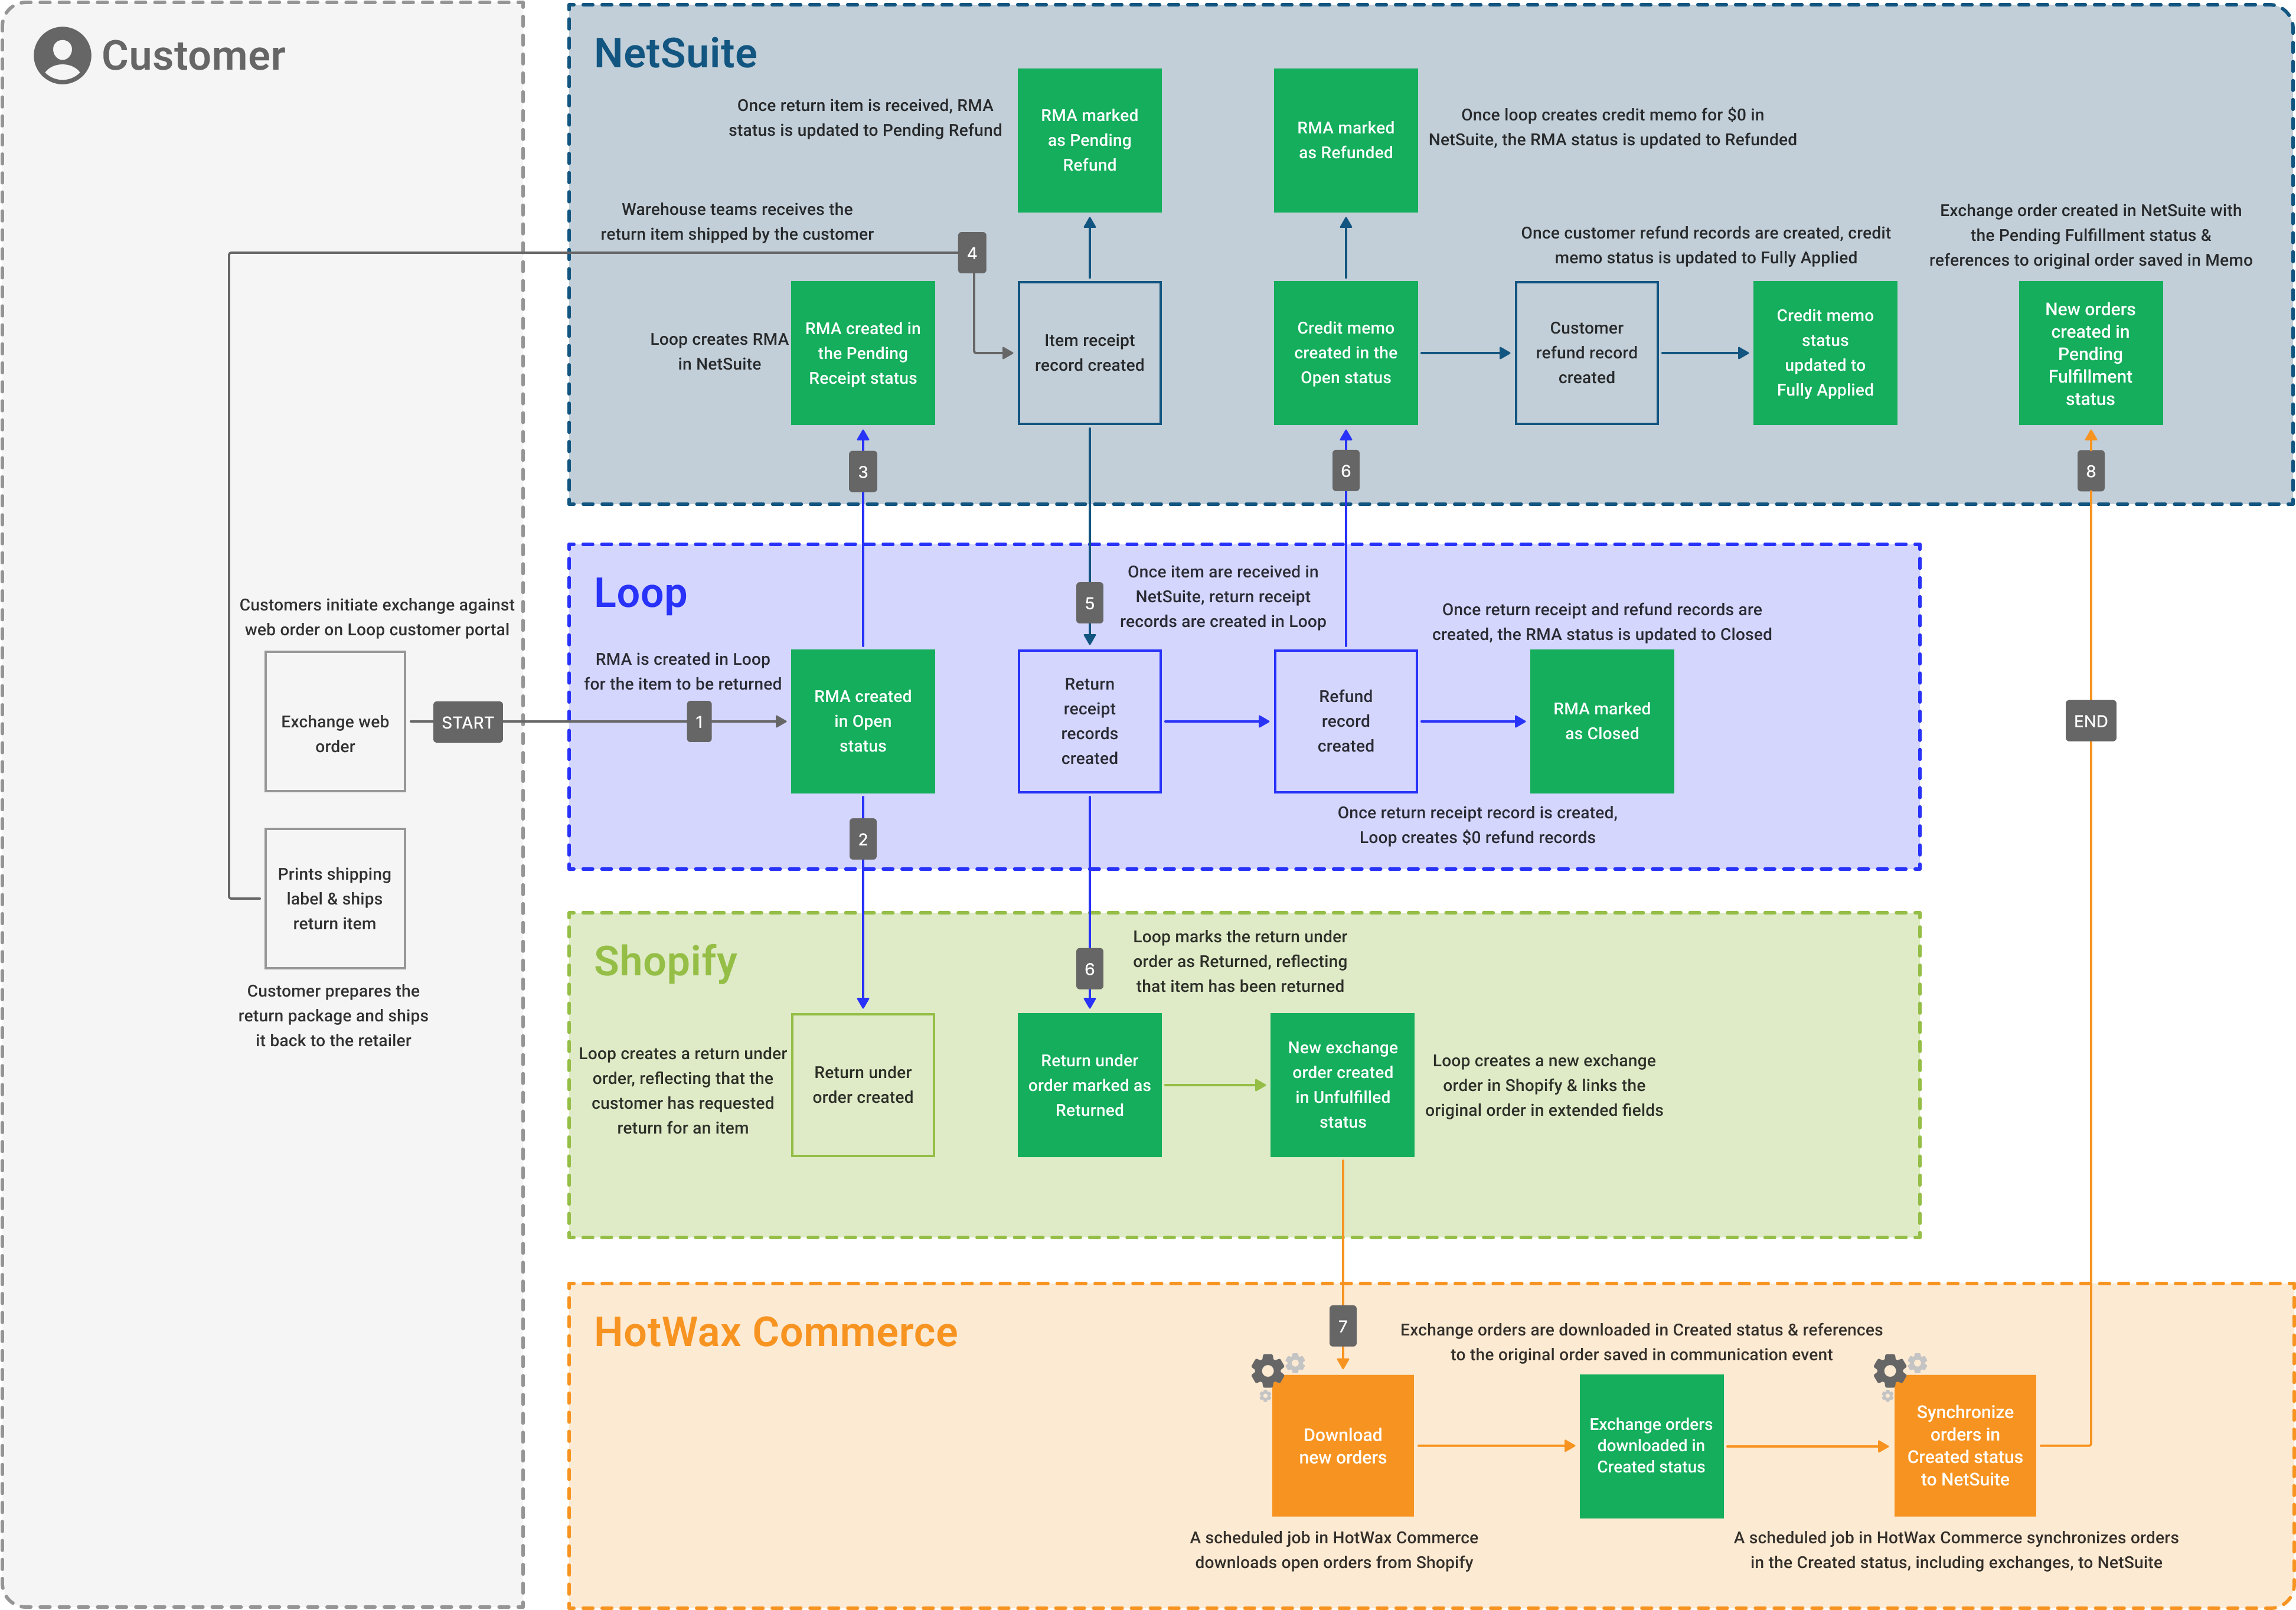 Customer
Customers initiate exchange against
web order on Loop customer portal
Exchange web
order
START
Prints shipping
label & ships
return item
Customer prepares the
return package and ships
it back to the retailer
NetSuite
Once return item is received, RMA
status is updated to Pending Refund
RMA marked
as Pending
Refund
RMA marked
as Refunded
Once loop creates credit memo for $0 in
NetSuite, the RMA status is updated to Refunded
Warehouse teams receives the
return item shipped by the customer
4
Loop creates RMA
in NetSuite
RMA created in
the Pending
Receipt status
Item receipt
record created
Credit memo
created in the
Open status
Once customer refund records are created, credit
memo status is updated to Fully Applied
Customer
refund record
created
Credit memo
status
updated to
Fully Applied
Exchange order created in NetSuite with
the Pending Fulfillment status &
references to original order saved in Memo
New orders
created in
Pending
Fulfillment
status
3
6
8
Loop
5
Once item are received in
NetSuite, return receipt
records are created in Loop
Once return receipt and refund records are
created, the RMA status is updated to Closed
RMA is created in Loop
for the item to be returned
1
RMA created
in Open
status
Return
receipt
records
created
Refund
record
created
RMA marked
as Closed
END
Once return receipt record is created,
Loop creates $0 refund records
2
Shopify
6
Loop marks the return under
order as Returned, reflecting
that item has been returned
Loop creates a return under
order, reflecting that the
customer has requested
return for an item
Return under
order created
Return under
order marked as
Returned
New exchange
order created
in Unfulfilled
status
Loop creates a new exchange
order in Shopify & links the
original order in extended fields
HotWax Commerce
7
Exchange orders are downloaded in Created status & references
to the original order saved in communication event
Download
new orders
Exchange orders
downloaded in
Created status
Synchronize
orders in
Created status
to NetSuite
A scheduled job in HotWax Commerce
downloads open orders from Shopify
A scheduled job in HotWax Commerce synchronizes orders
in the Created status, including exchanges, to NetSuite